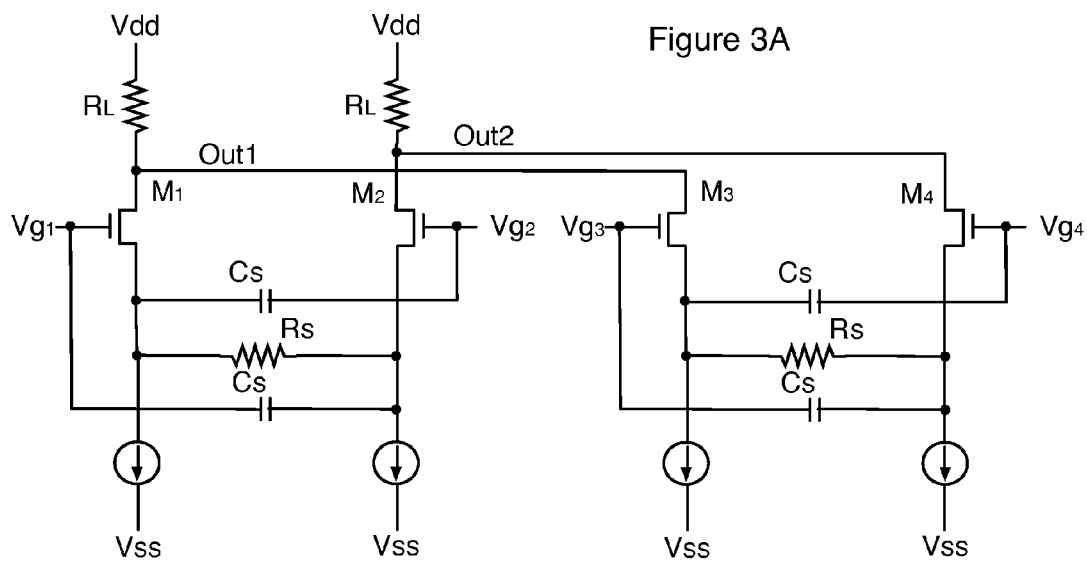 Figure 3A
Vdd
Vdd
RL
RL
Out1
Out2
M1
M2
M3
M4
Vg1
Vg2
Vg3
Vg4
Cs
Cs
Rs
Rs
Cs
Cs
Vss
Vss
Vss
Vss